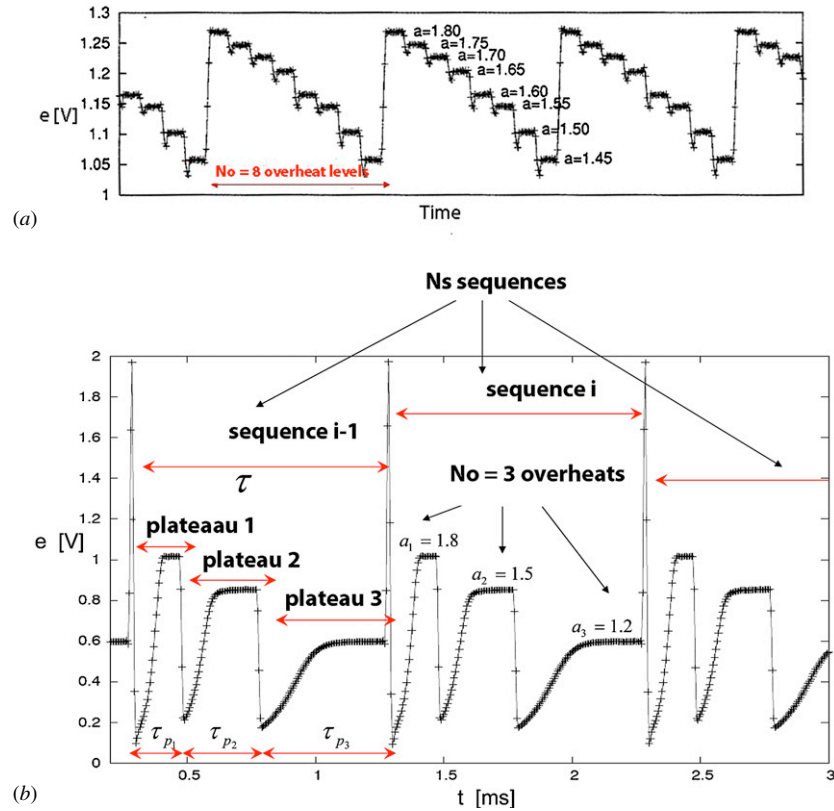 1.3
1.25
1.2
1.15
1.1
1.05
1
e [V]
a=1.80
a=1.75
a=1.70
a=1.65
a=1.60
a=1.55
a=1.50
a=1.45
No = 8 overheat levels
Time
(a)
Ns sequences
2
1.8
1.6
1.4
1.2
1
0.8
0.6
0.4
0.2
0
e [V]
sequence i-1
sequence i
τ
No = 3 overheats
plateaau 1
plateau 2
plateau 3
a₁ = 1.8
a₂ = 1.5
a₃ = 1.2
τp₁
τp₂
τp₃
0.5 1 1.5 2 2.5 3
t [ms]
(b)